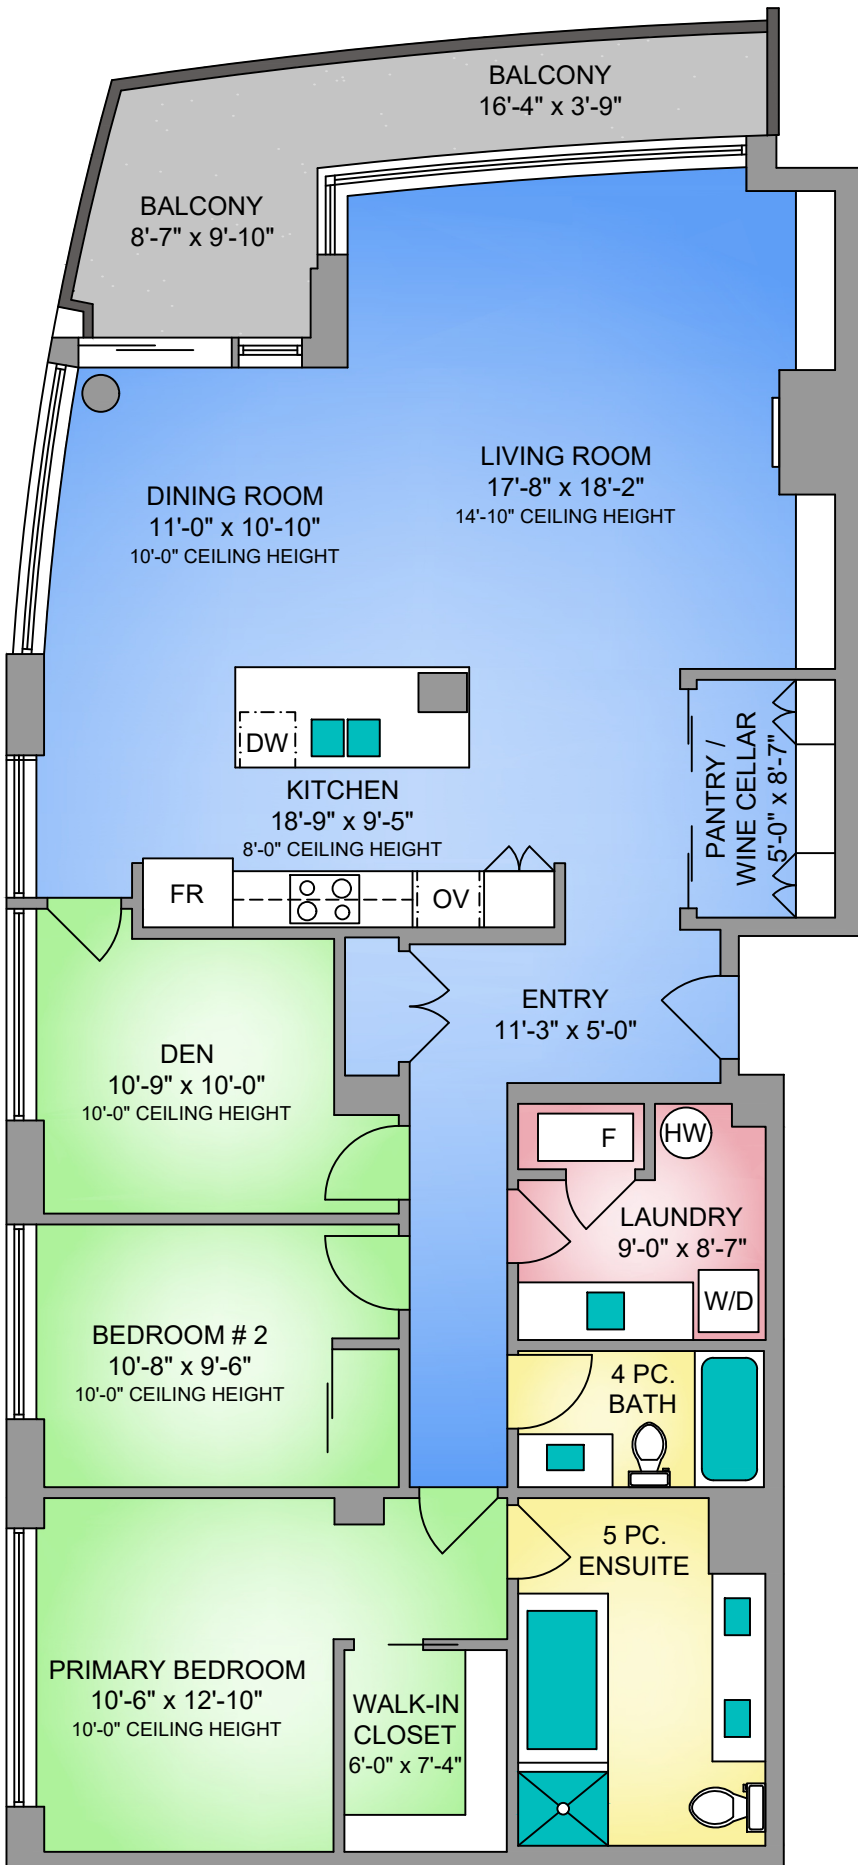 BALCONY
16'-4" x 3'-9"
BALCONY
8'-7" x 9'-10"
LIVING ROOM
17'-8" x 18'-2"
14'-10" CEILING HEIGHT
DINING ROOM
11'-0" x 10'-10"
10'-0" CEILING HEIGHT
DW
KITCHEN
18'-9" x 9'-5"
8'-0" CEILING HEIGHT
PANTRY /
WINE CELLAR
5'-0" x 8'-7"
FR
OV
ENTRY
11'-3" x 5'-0"
DEN
10'-9" x 10'-0"
10'-0" CEILING HEIGHT
F
HW
LAUNDRY
9'-0" x 8'-7"
W/D
BEDROOM # 2
10'-8" x 9'-6"
10'-0" CEILING HEIGHT
4 PC.
BATH
5 PC.
ENSUITE
PRIMARY BEDROOM
10'-6" x 12'-10"
10'-0" CEILING HEIGHT
WALK-IN
CLOSET
6'-0" x 7'-4"